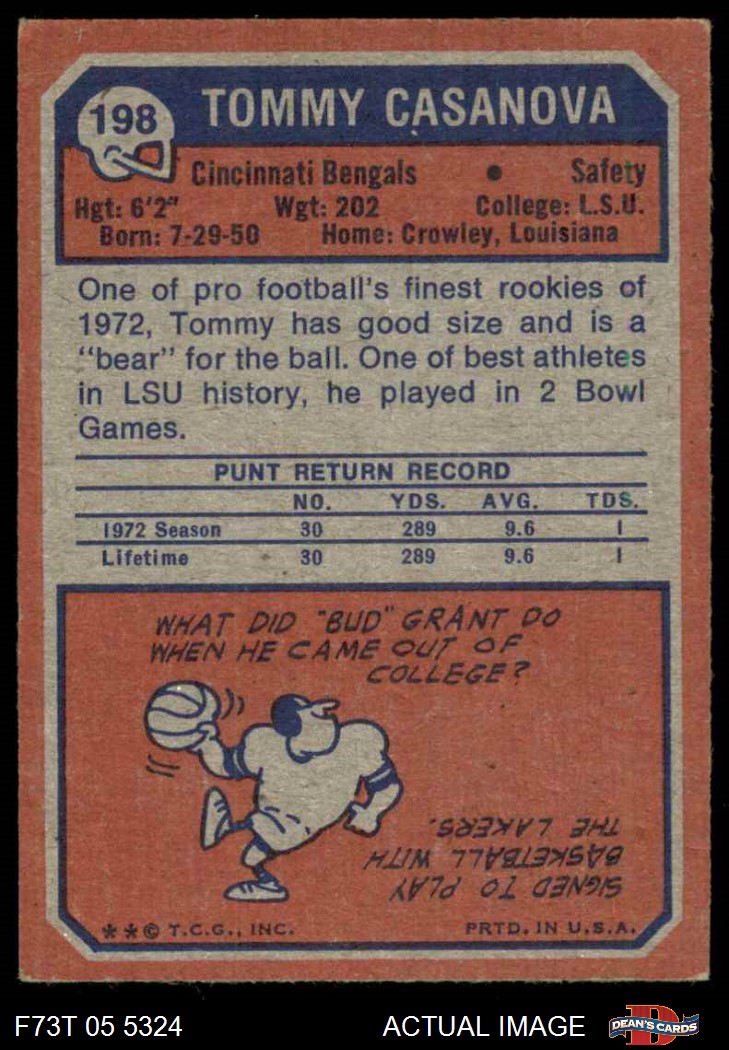 198
TOMMY CASANOVA
Cincinnati Bengals • Safety
Hgt: 6'2" Wgt: 202 College: L.S.U.
Born: 7-29-50 Home: Crowley, Louisiana
One of pro football's finest rookies of
1972, Tommy has good size and is a
"bear" for the ball. One of best athletes
in LSU history, he played in 2 Bowl
Games.
PUNT RETURN RECORD
NO. YDS. AVG. TDS.
1972 Season 30 289 9.6 1
Lifetime 30 289 9.6 1
WHAT DID "BUD" GRANT DO
WHEN HE CAME OUT OF
COLLEGE?
SIGNED TO PLAY
BASKETBALL WITH
THE LAKERS.
**© T.C.G., INC. PRTD. IN U.S.A.
F73T 05 5324 ACTUAL IMAGE
D
DEAN'S CARDS